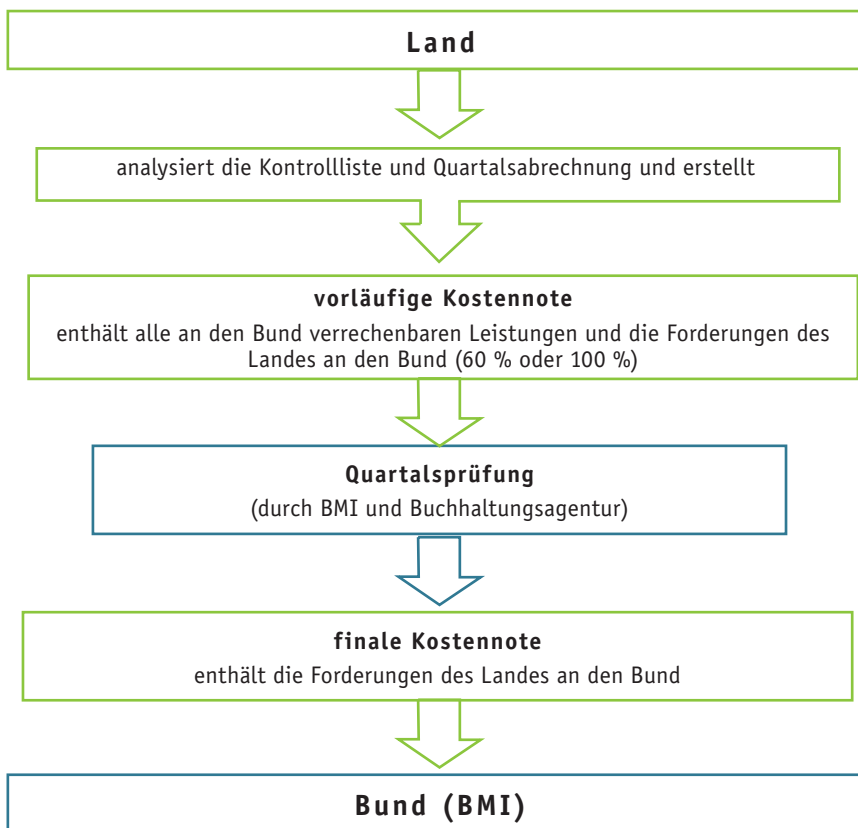 Land
analysiert die Kontrollliste und Quartalsabrechnung und erstellt
vorläufige Kostennote
enthält alle an den Bund verrechenbaren Leistungen und die Forderungen des
Landes an den Bund (60 % oder 100 %)
Quartalsprüfung
(durch BMI und Buchhaltungsagentur)
finale Kostennote
enthält die Forderungen des Landes an den Bund
Bund (BMI)